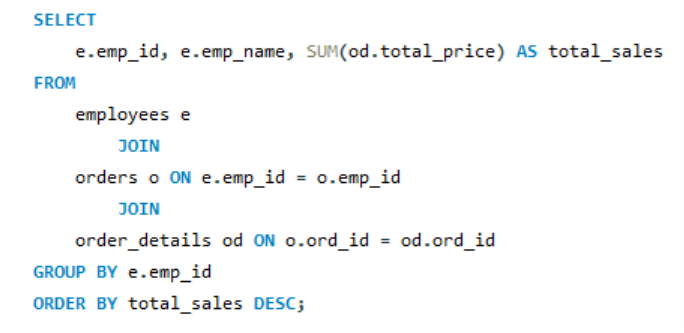 SELECT
e.emp_id, e.emp_name, SUM(od.total_price) AS total_sales
FROM
employees e
JOIN
orders o ON e.emp_id = o.emp_id
JOIN
order_details od ON o.ord_id = od.ord_id
GROUP BY e.emp_id
ORDER BY total_sales DESC;